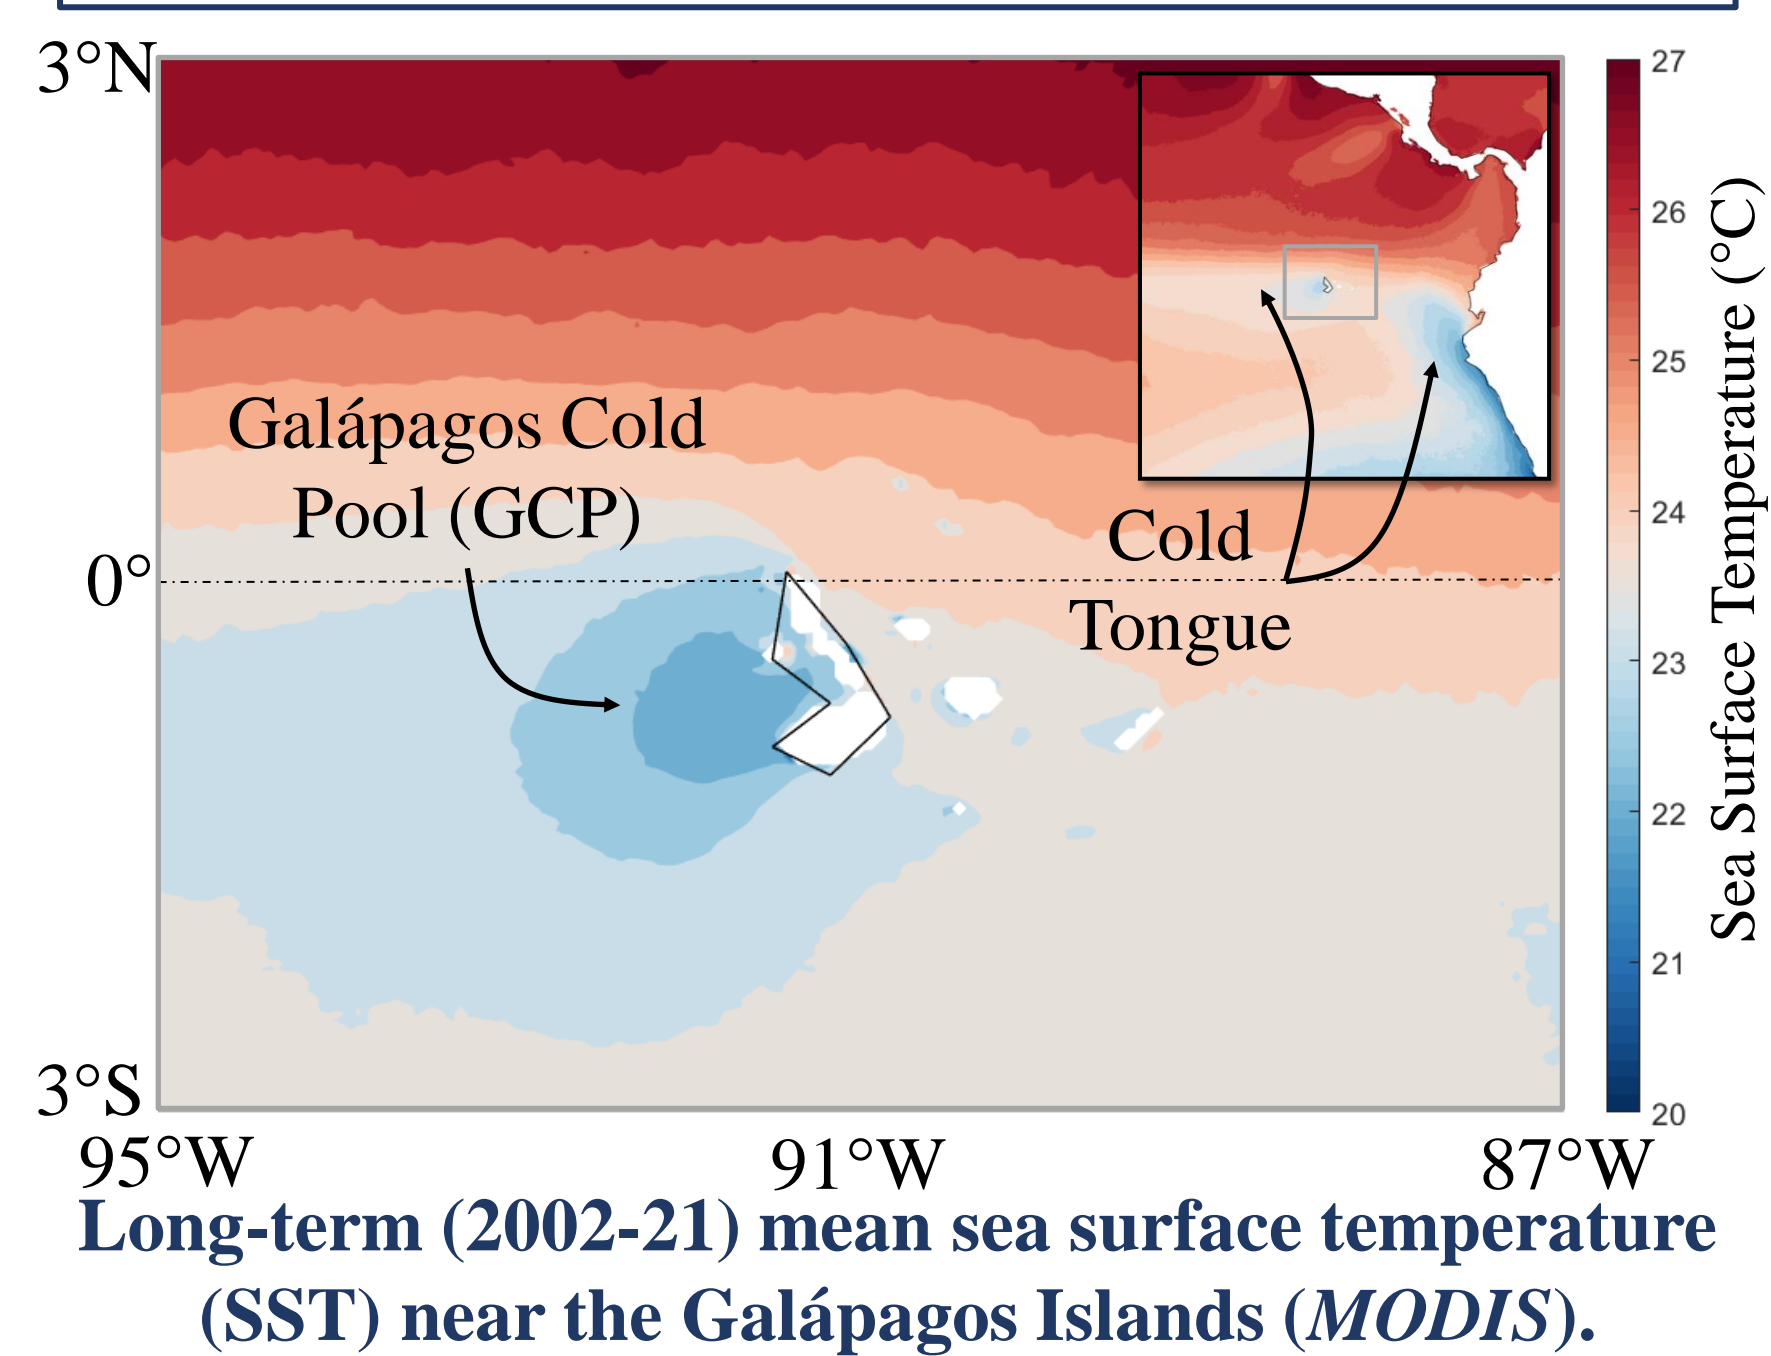 3°N
Galápagos Cold
Pool (GCP)
0°
Cold
Tongue
3°S
95°W
91°W
87°W
27
26
25
24
23
22
21
20
Sea Surface Temperature (°C)
Long-term (2002-21) mean sea surface temperature
(SST) near the Galápagos Islands (MODIS).